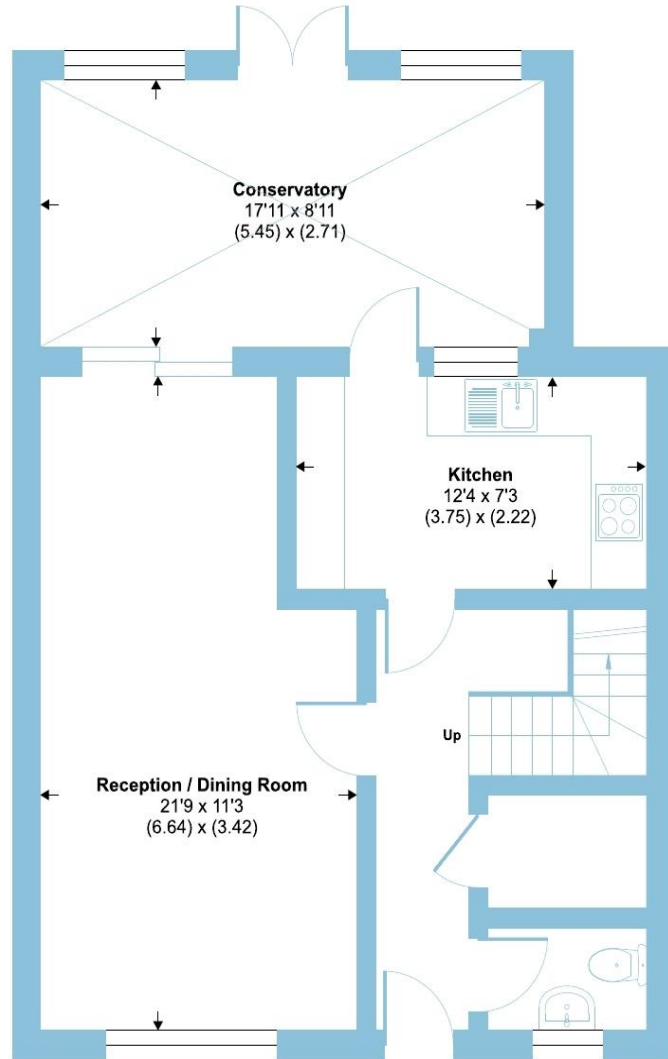 Conservatory
17'11 x 8'11
(5.45) x (2.71)
Kitchen
12'4 x 7'3
(3.75) x (2.22)
Up
Reception / Dining Room
21'9 x 11'3
(6.64) x (3.42)